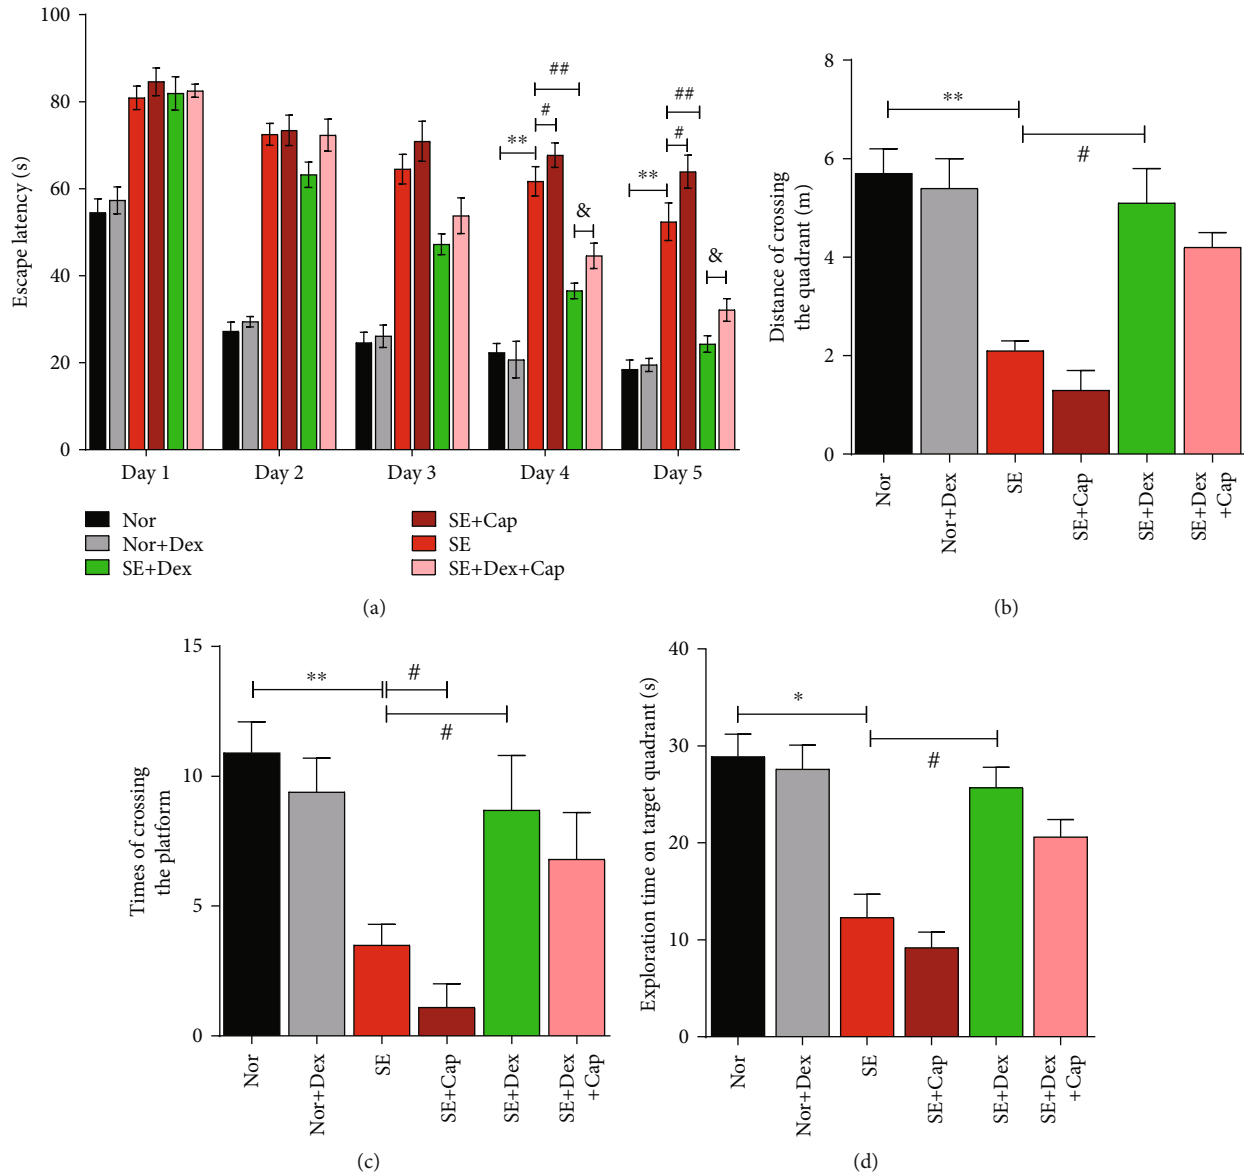 100
80
60
40
20
0
Escape latency (s)
**
#
##
&
**
#
##
&
Day 1
Day 2
Day 3
Day 4
Day 5
Nor
Nor+Dex
SE+Dex
SE+Cap
SE
SE+Dex+Cap
(a)
8
6
4
2
0
Distance of crossing
the quadrant (m)
**
#
Nor
Nor+Dex
SE
SE+Cap
SE+Dex
SE+Dex
+Cap
(b)
15
10
5
0
Times of crossing
the platform
**
#
#
Nor
Nor+Dex
SE
SE+Cap
SE+Dex
SE+Dex
+Cap
(c)
40
30
20
10
0
Exploration time on target quadrant (s)
*
#
Nor
Nor+Dex
SE
SE+Cap
SE+Dex
SE+Dex
+Cap
(d)